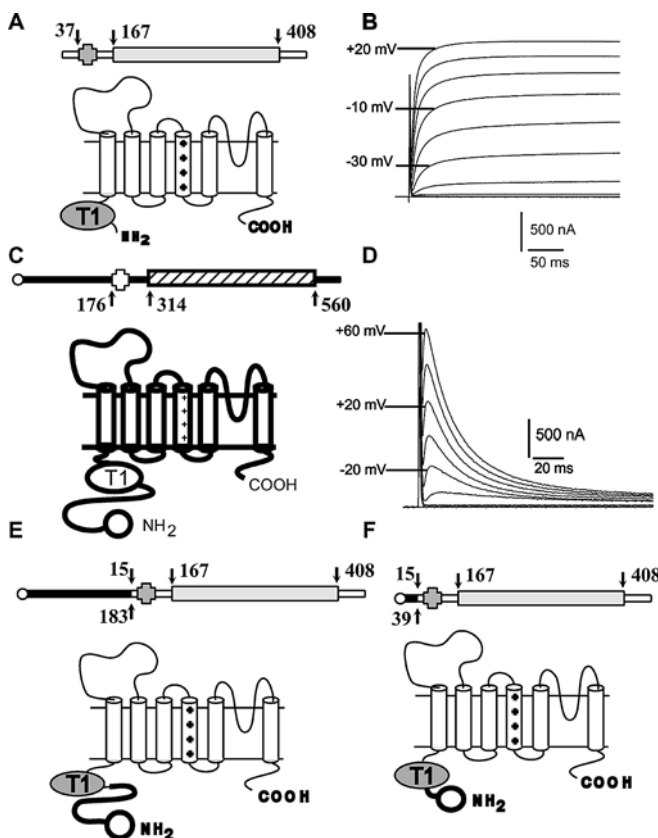 A
37 167 408
T1
NH2
COOH
B
+20 mV
-10 mV
-30 mV
500 nA
50 ms
C
176 314 560
T1
NH2
COOH
D
+60 mV
+20 mV
-20 mV
500 nA
20 ms
E
15 167 408
183
T1
NH2
COOH
F
15 167 408
39
T1
NH2
COOH